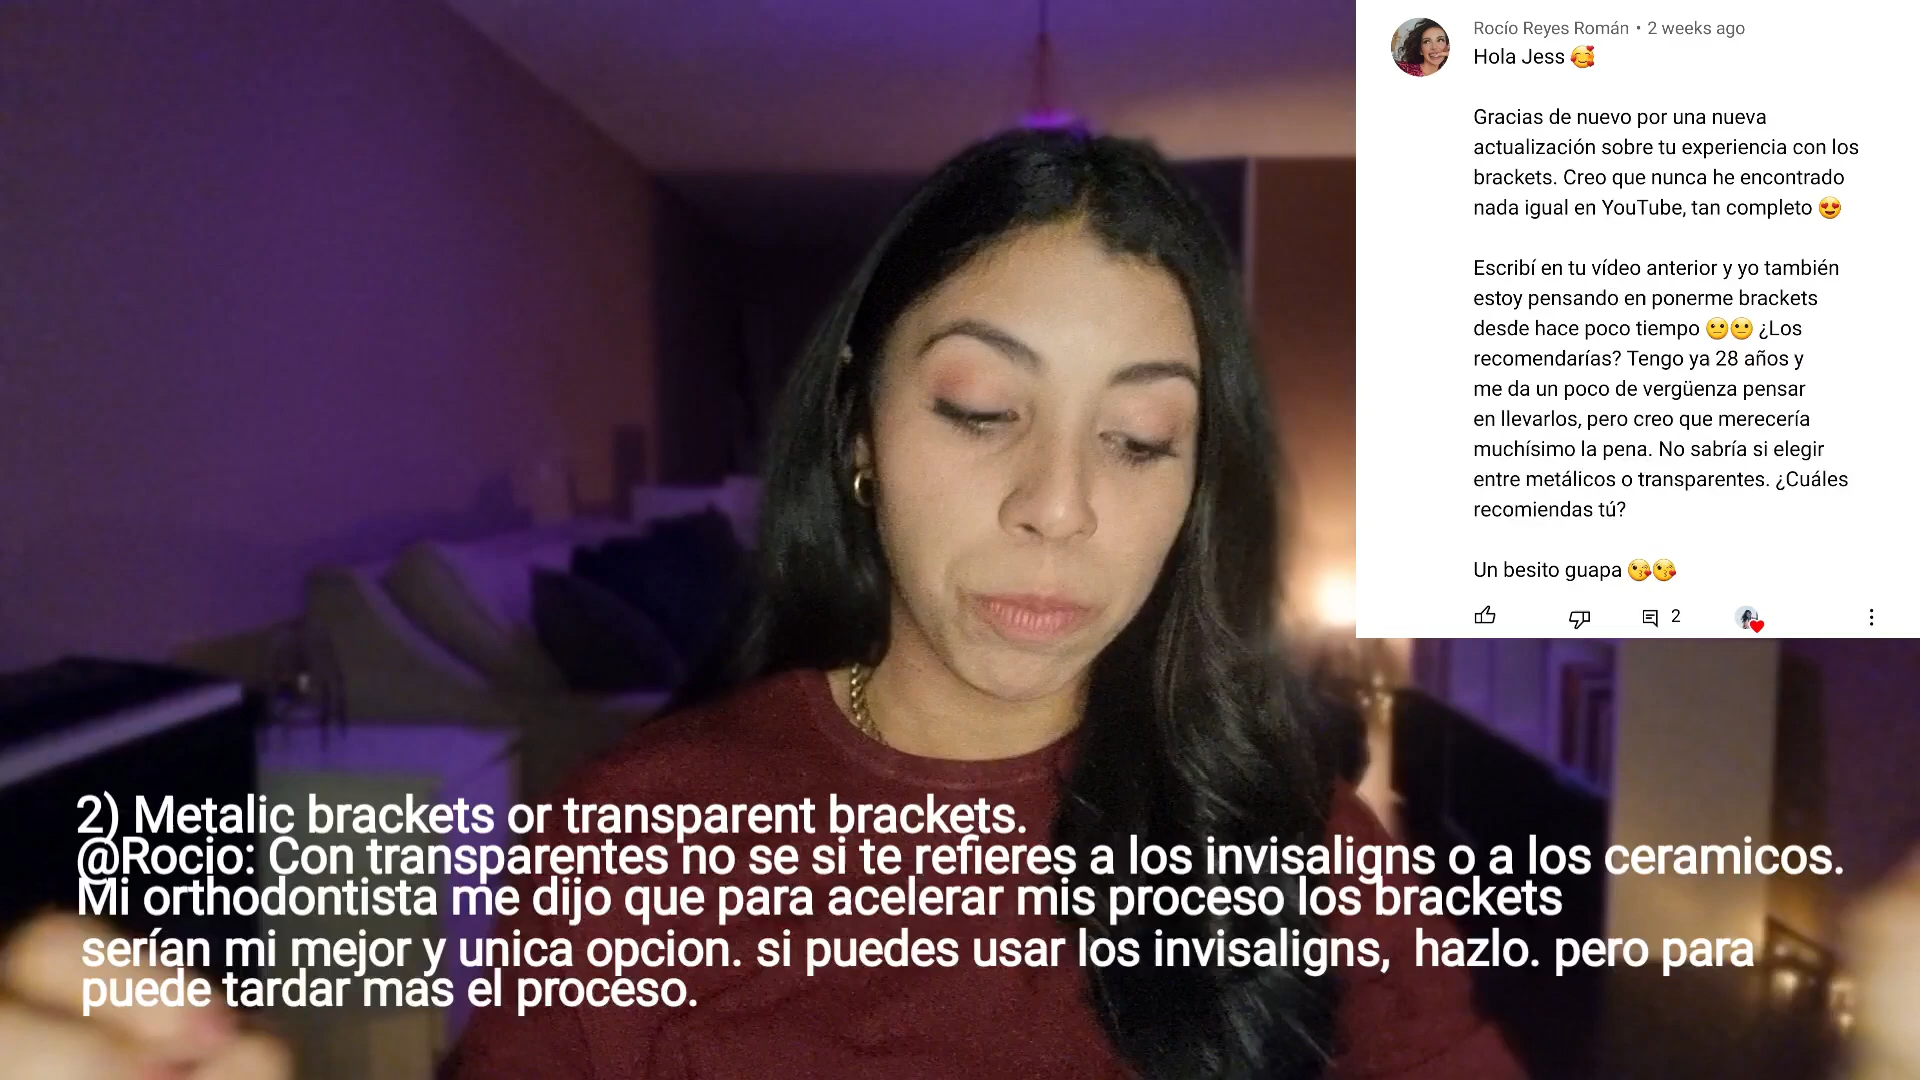 Rocío Reyes Román • 2 weeks ago
Hola Jess 🥰
Gracias de nuevo por una nueva
actualización sobre tu experiencia con los
brackets. Creo que nunca he encontrado
nada igual en YouTube, tan completo 😍
Escribí en tu vídeo anterior y yo también
estoy pensando en ponerme brackets
desde hace poco tiempo 😐😐 ¿Los
recomendarías? Tengo ya 28 años y
me da un poco de vergüenza pensar
en llevarlos, pero creo que merecería
muchísimo la pena. No sabría si elegir
entre metálicos o transparentes. ¿Cuáles
recomiendas tú?
Un besito guapa 😘😘
2
2) Metalic brackets or transparent brackets.
@Rocio: Con transparentes no se si te refieres a los invisaligns o a los ceramicos.
Mi orthodontista me dijo que para acelerar mis proceso los brackets
serían mi mejor y unica opcion. si puedes usar los invisaligns, hazlo. pero para
puede tardar mas el proceso.